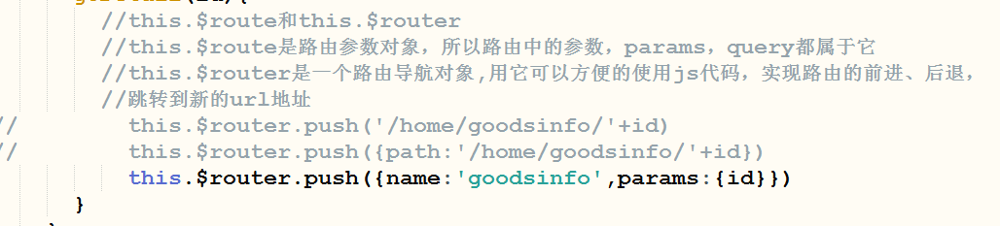 //this.$route和this.$router
//this.$route是路由参数对象，所以路由中的参数，params，query都属于它
//this.$router是一个路由导航对象,用它可以方便的使用js代码，实现路由的前进、后退，
//跳转到新的url地址
// this.$router.push('/home/goodsinfo/'+id)
// this.$router.push({path:'/home/goodsinfo/'+id})
this.$router.push({name:'goodsinfo',params:{id}})
}